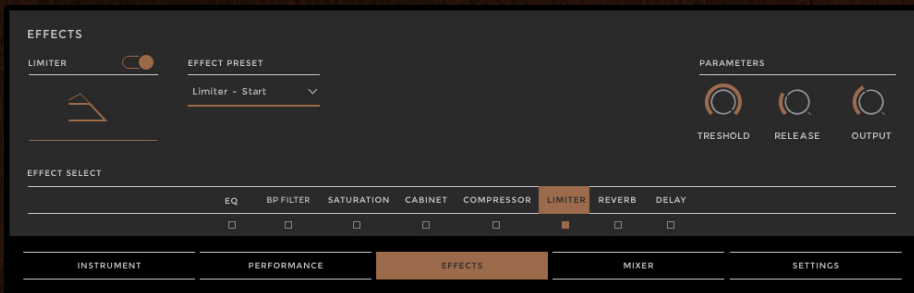 EFFECTS
LIMITER
EFFECT PRESET
PARAMETERS
Limiter - Start
TRESHOLD RELEASE OUTPUT
EFFECT SELECT
EQ BP FILTER SATURATION CABINET COMPRESSOR LIMITER REVERB DELAY
INSTRUMENT PERFORMANCE EFFECTS MIXER SETTINGS